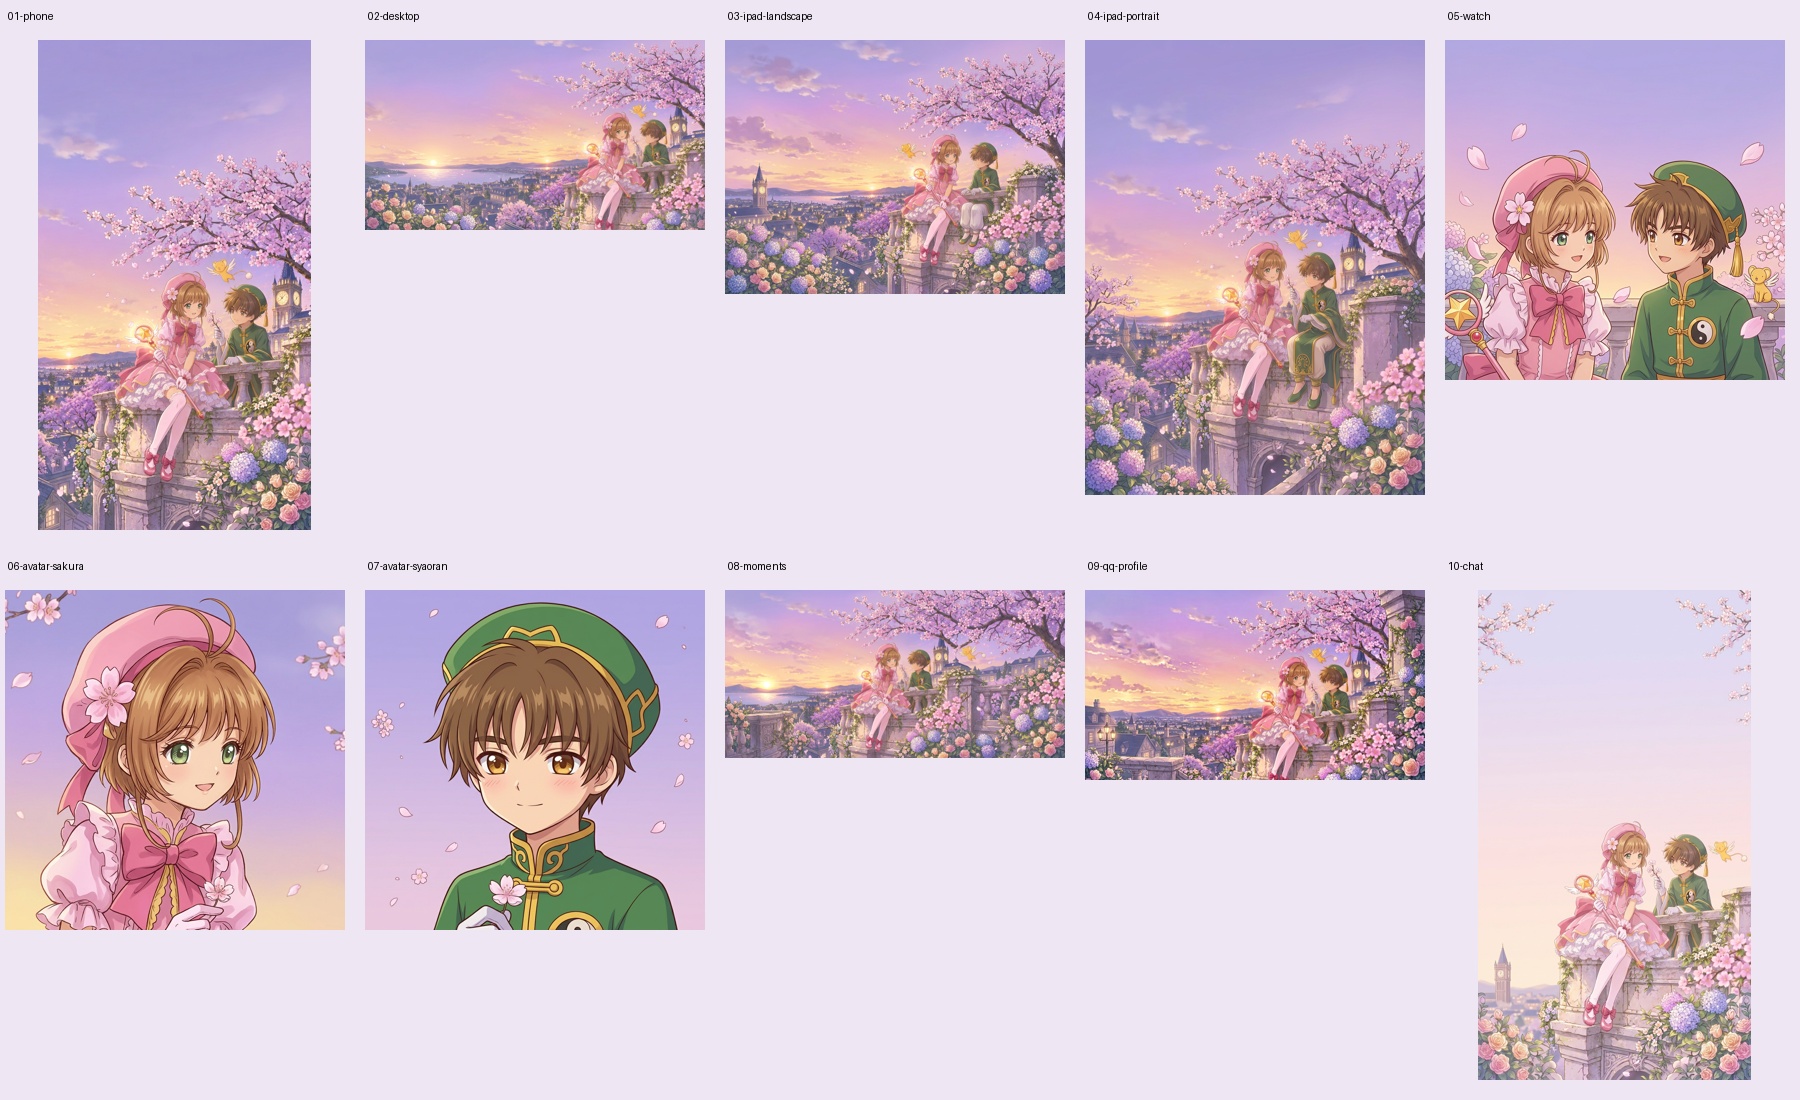 01-phone
02-desktop
03-ipad-landscape
04-ipad-portrait
05-watch
06-avatar-sakura
07-avatar-syaoran
08-moments
09-qq-profile
10-chat